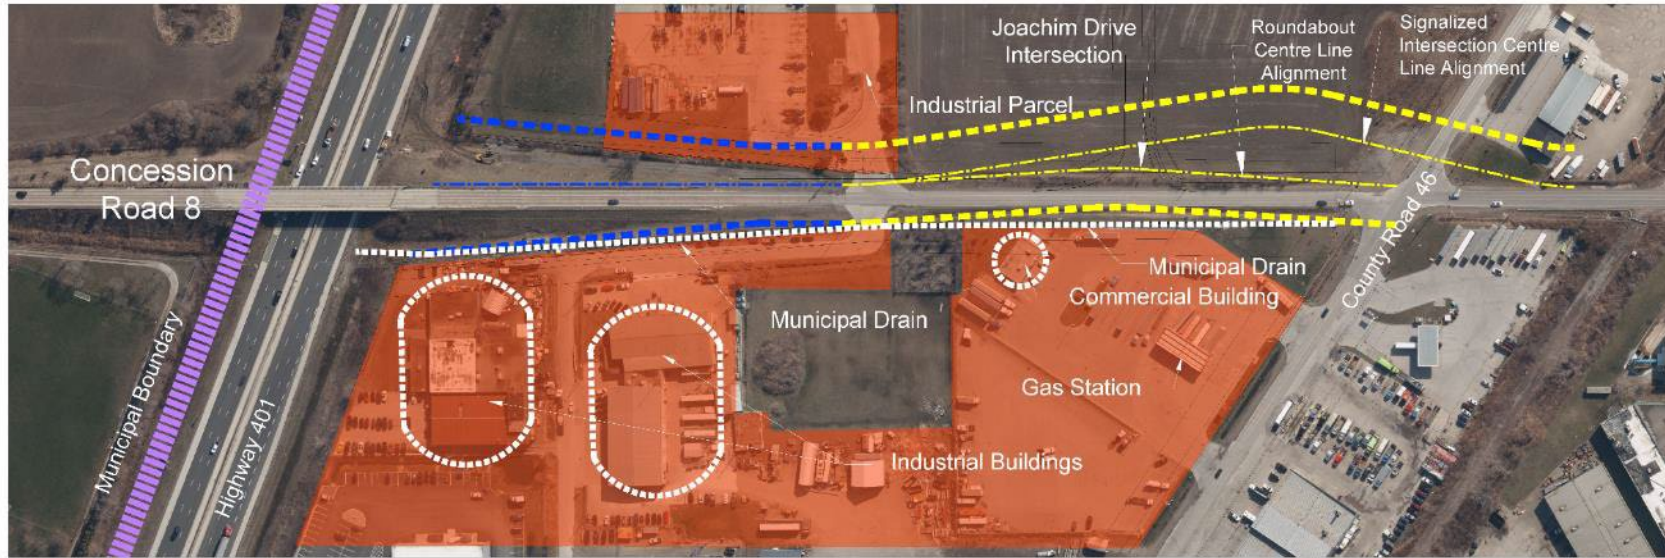 Joachim Drive
Intersection
Roundabout
Centre Line
Alignment
Signalized
Intersection Centre
Line Alignment
Industrial Parcel
Concession
Road 8
County Road 46
Municipal Drain
Commercial Building
Municipal Drain
Municipal Boundary
Highway 401
Gas Station
Industrial Buildings